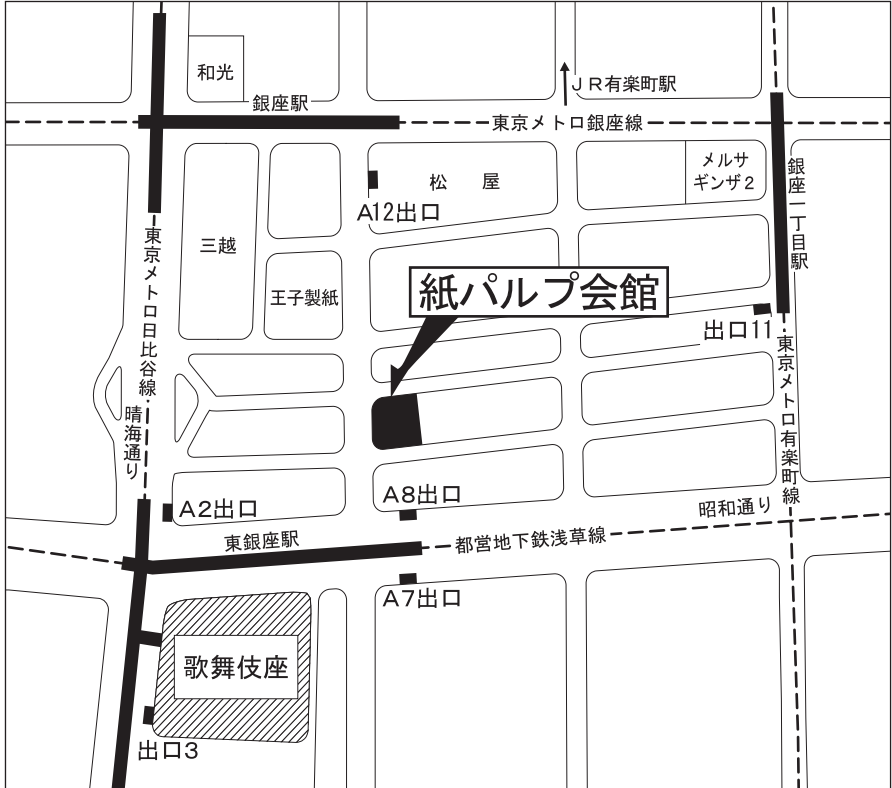 和光
銀座駅
JR有楽町駅
東京メトロ銀座線
松屋
メルサ
ギンザ2
A12出口
銀座一丁目駅
三越
東京メトロ日比谷線
王子製紙
紙パルプ会館
出口11
東京メトロ有楽町線
晴海通り
A2出口
A8出口
昭和通り
東銀座駅
都営地下鉄浅草線
A7出口
歌舞伎座
出口3